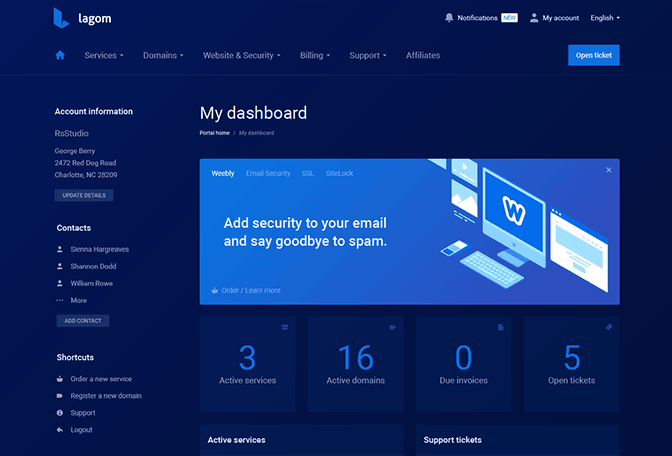 lagom
Notifications NEW My account English
Services Domains Website & Security Billing Support Affiliates Open ticket
Account information
RsStudio
George Berry
2472 Red Dog Road
Charlotte, NC 28209
UPDATE DETAILS
Contacts
Sienna Hargreaves
Shannon Dodd
William Rowe
More
ADD CONTACT
Shortcuts
Order a new service
Register a new domain
Support
Logout
My dashboard
Portal home / My dashboard
Weebly Email Security SSL SiteLock
Add security to your email
and say goodbye to spam.
Order / Learn more
3
Active services
16
Active domains
0
Due invoices
5
Open tickets
Active services
Support tickets